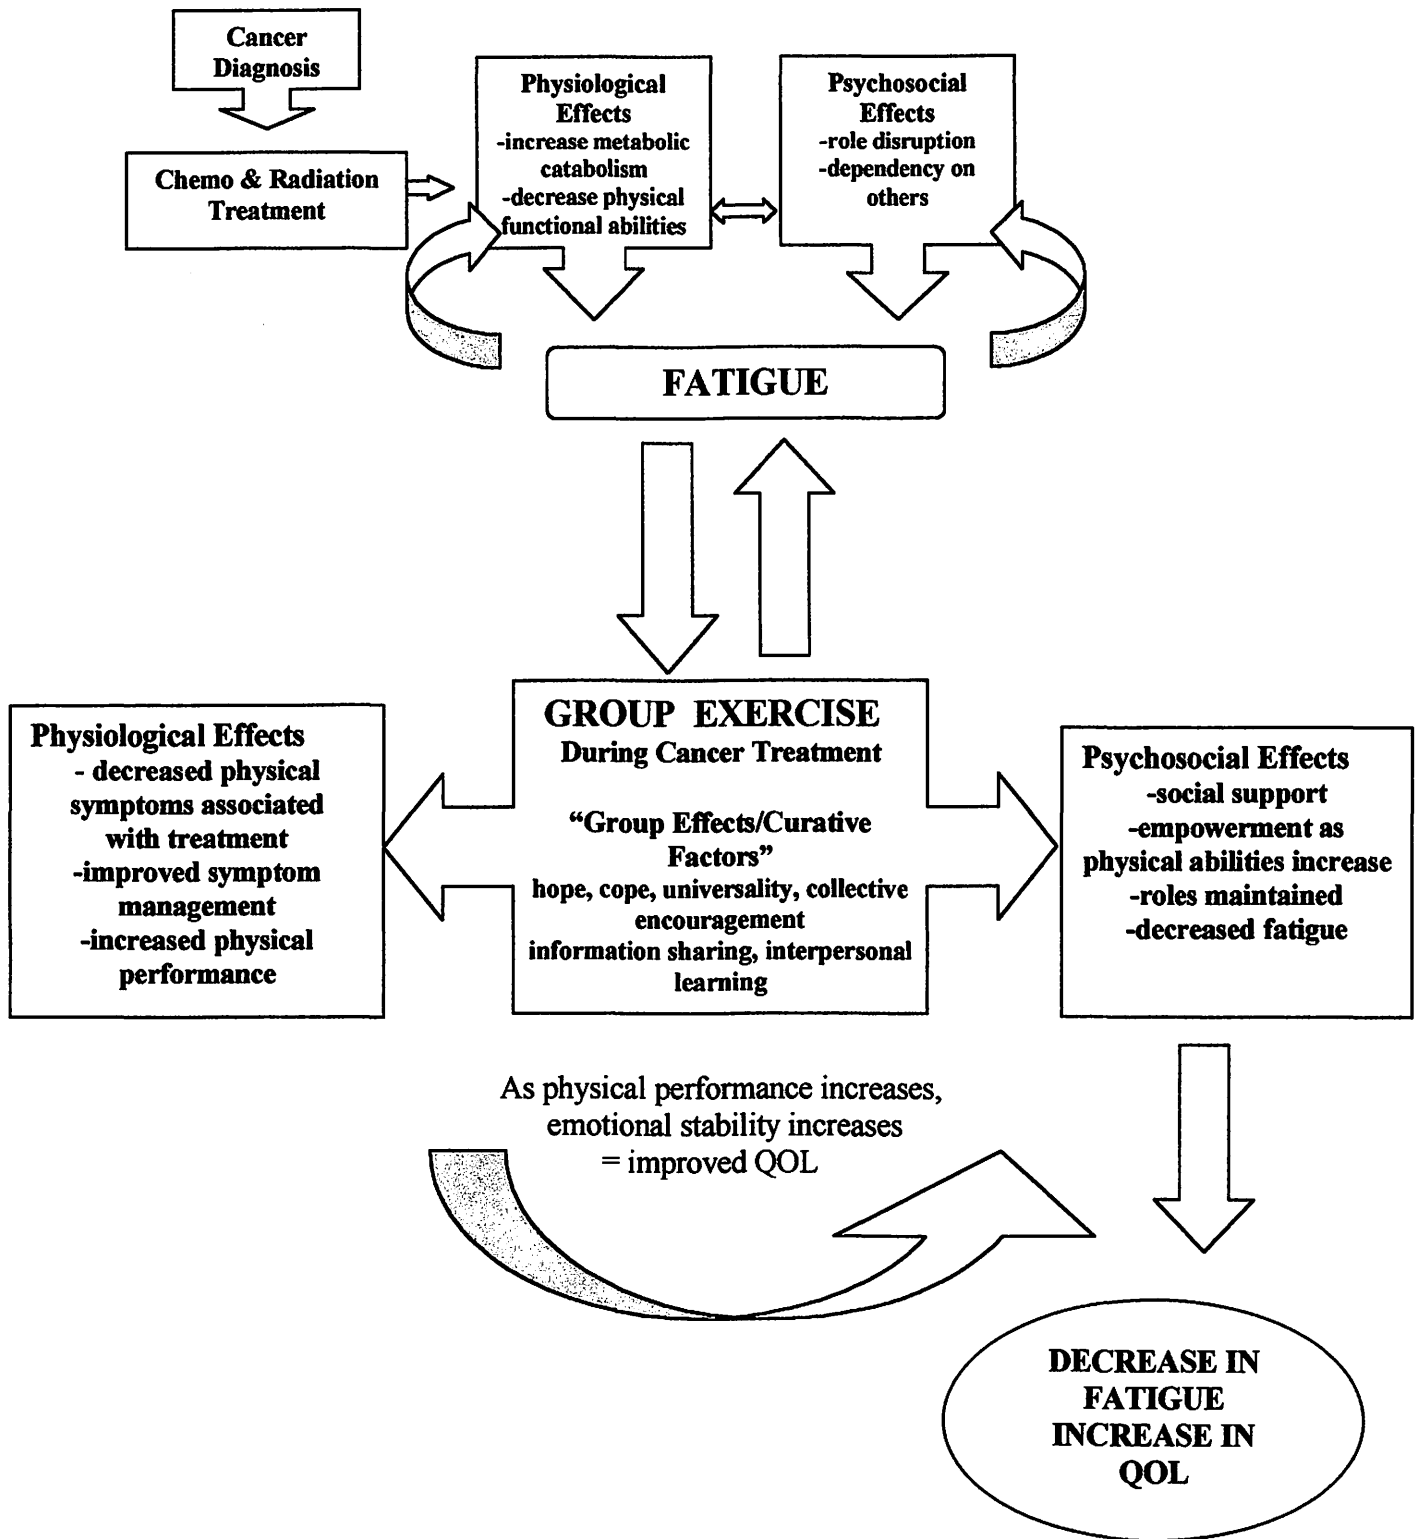 Cancer
Diagnosis
Chemo & Radiation
Treatment
Physiological
Effects
-increase metabolic
catabolism
-decrease physical
functional abilities
Psychosocial
Effects
-role disruption
-dependency on
others
FATIGUE
GROUP EXERCISE
During Cancer Treatment
“Group Effects/Curative
Factors”
hope, cope, universality, collective
encouragement
information sharing, interpersonal
learning
Physiological Effects
- decreased physical
symptoms associated
with treatment
-improved symptom
management
-increased physical
performance
Psychosocial Effects
-social support
-empowerment as
physical abilities increase
-roles maintained
-decreased fatigue
As physical performance increases,
emotional stability increases
= improved QOL
DECREASE IN
FATIGUE
INCREASE IN
QOL